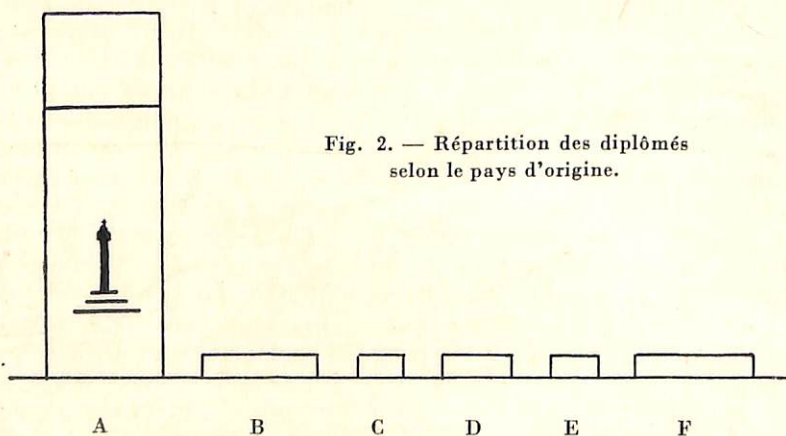 Fig. 2. — Répartition des diplômés
selon le pays d'origine.
A B C D E F